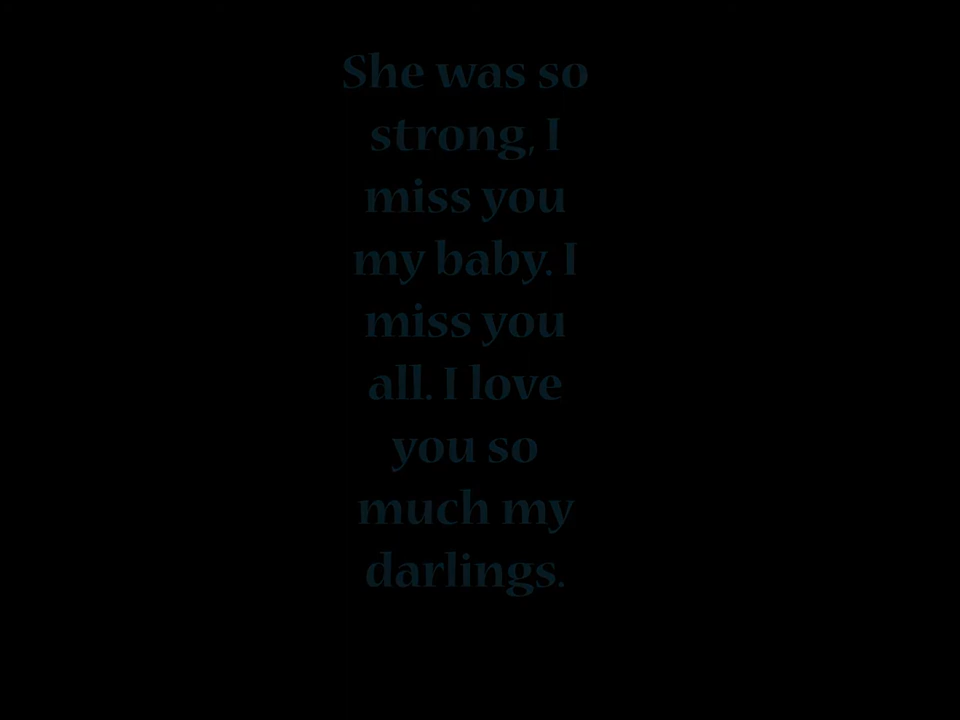 She was so
strong, I
miss you
my baby. I
miss you
all. I love
you so
much my
darlings.